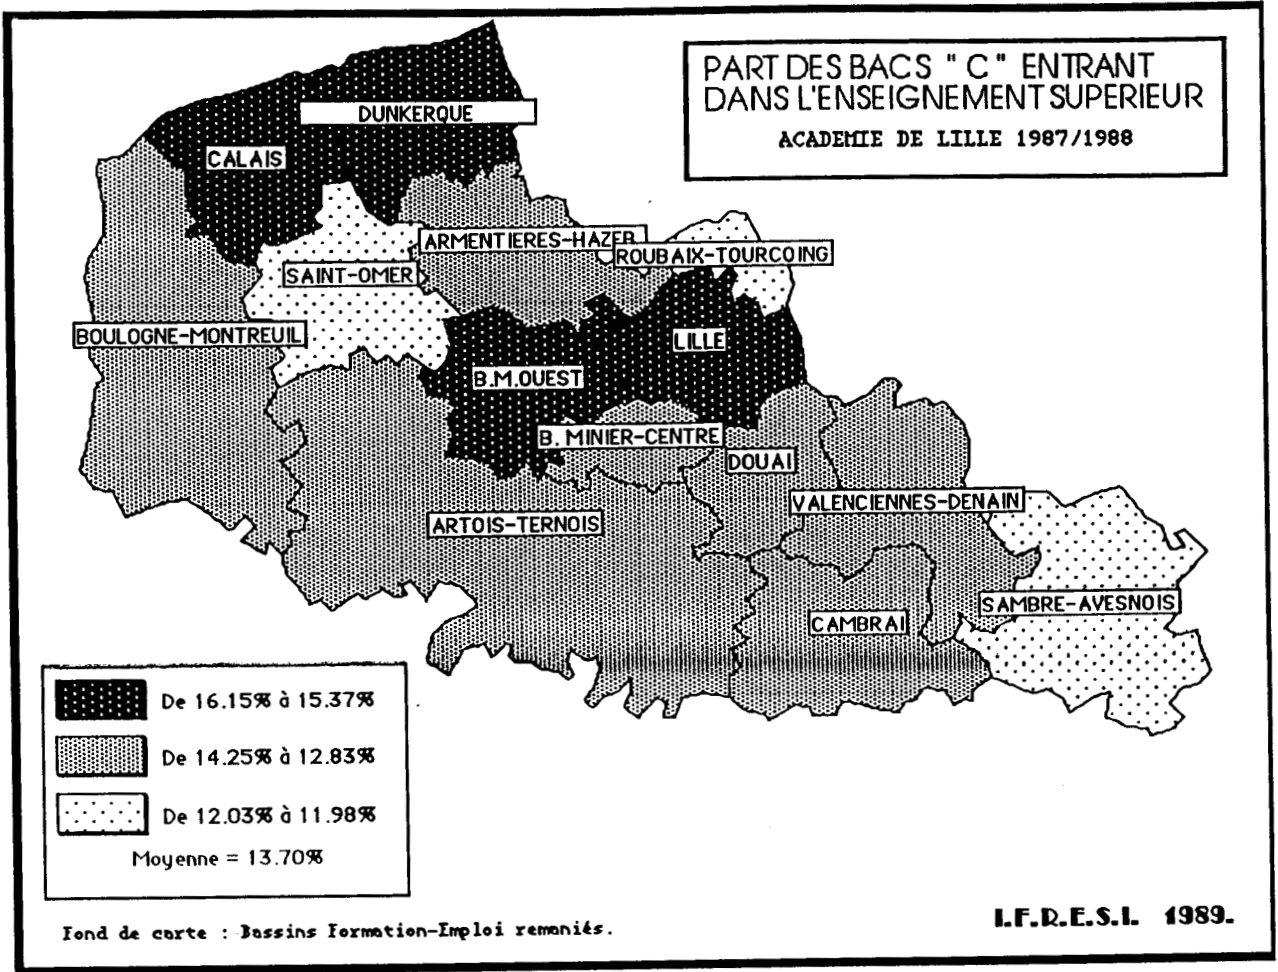 PART DES BACS " C " ENTRANT
DANS L'ENSEIGNEMENT SUPERIEUR
ACADEMIE DE LILLE 1987/1988
DUNKERQUE
CALAIS
ARMENTIERES-HAZEB.
ROUBAIX-TOURCOING
SAINT-OMER
BOULOGNE-MONTREUIL
LILLE
B.M.OUEST
B. MINIER-CENTRE
DOUAI
VALENCIENNES-DENAIN
ARTOIS-TERNOIS
SAMBRE-AVESNOIS
CAMBRAI
De 16.15% à 15.37%
De 14.25% à 12.83%
De 12.03% à 11.98%
Moyenne = 13.70%
Fond de carte : Bassins Formation-Emploi remaniés.
I.F.R.E.S.I. 1989.